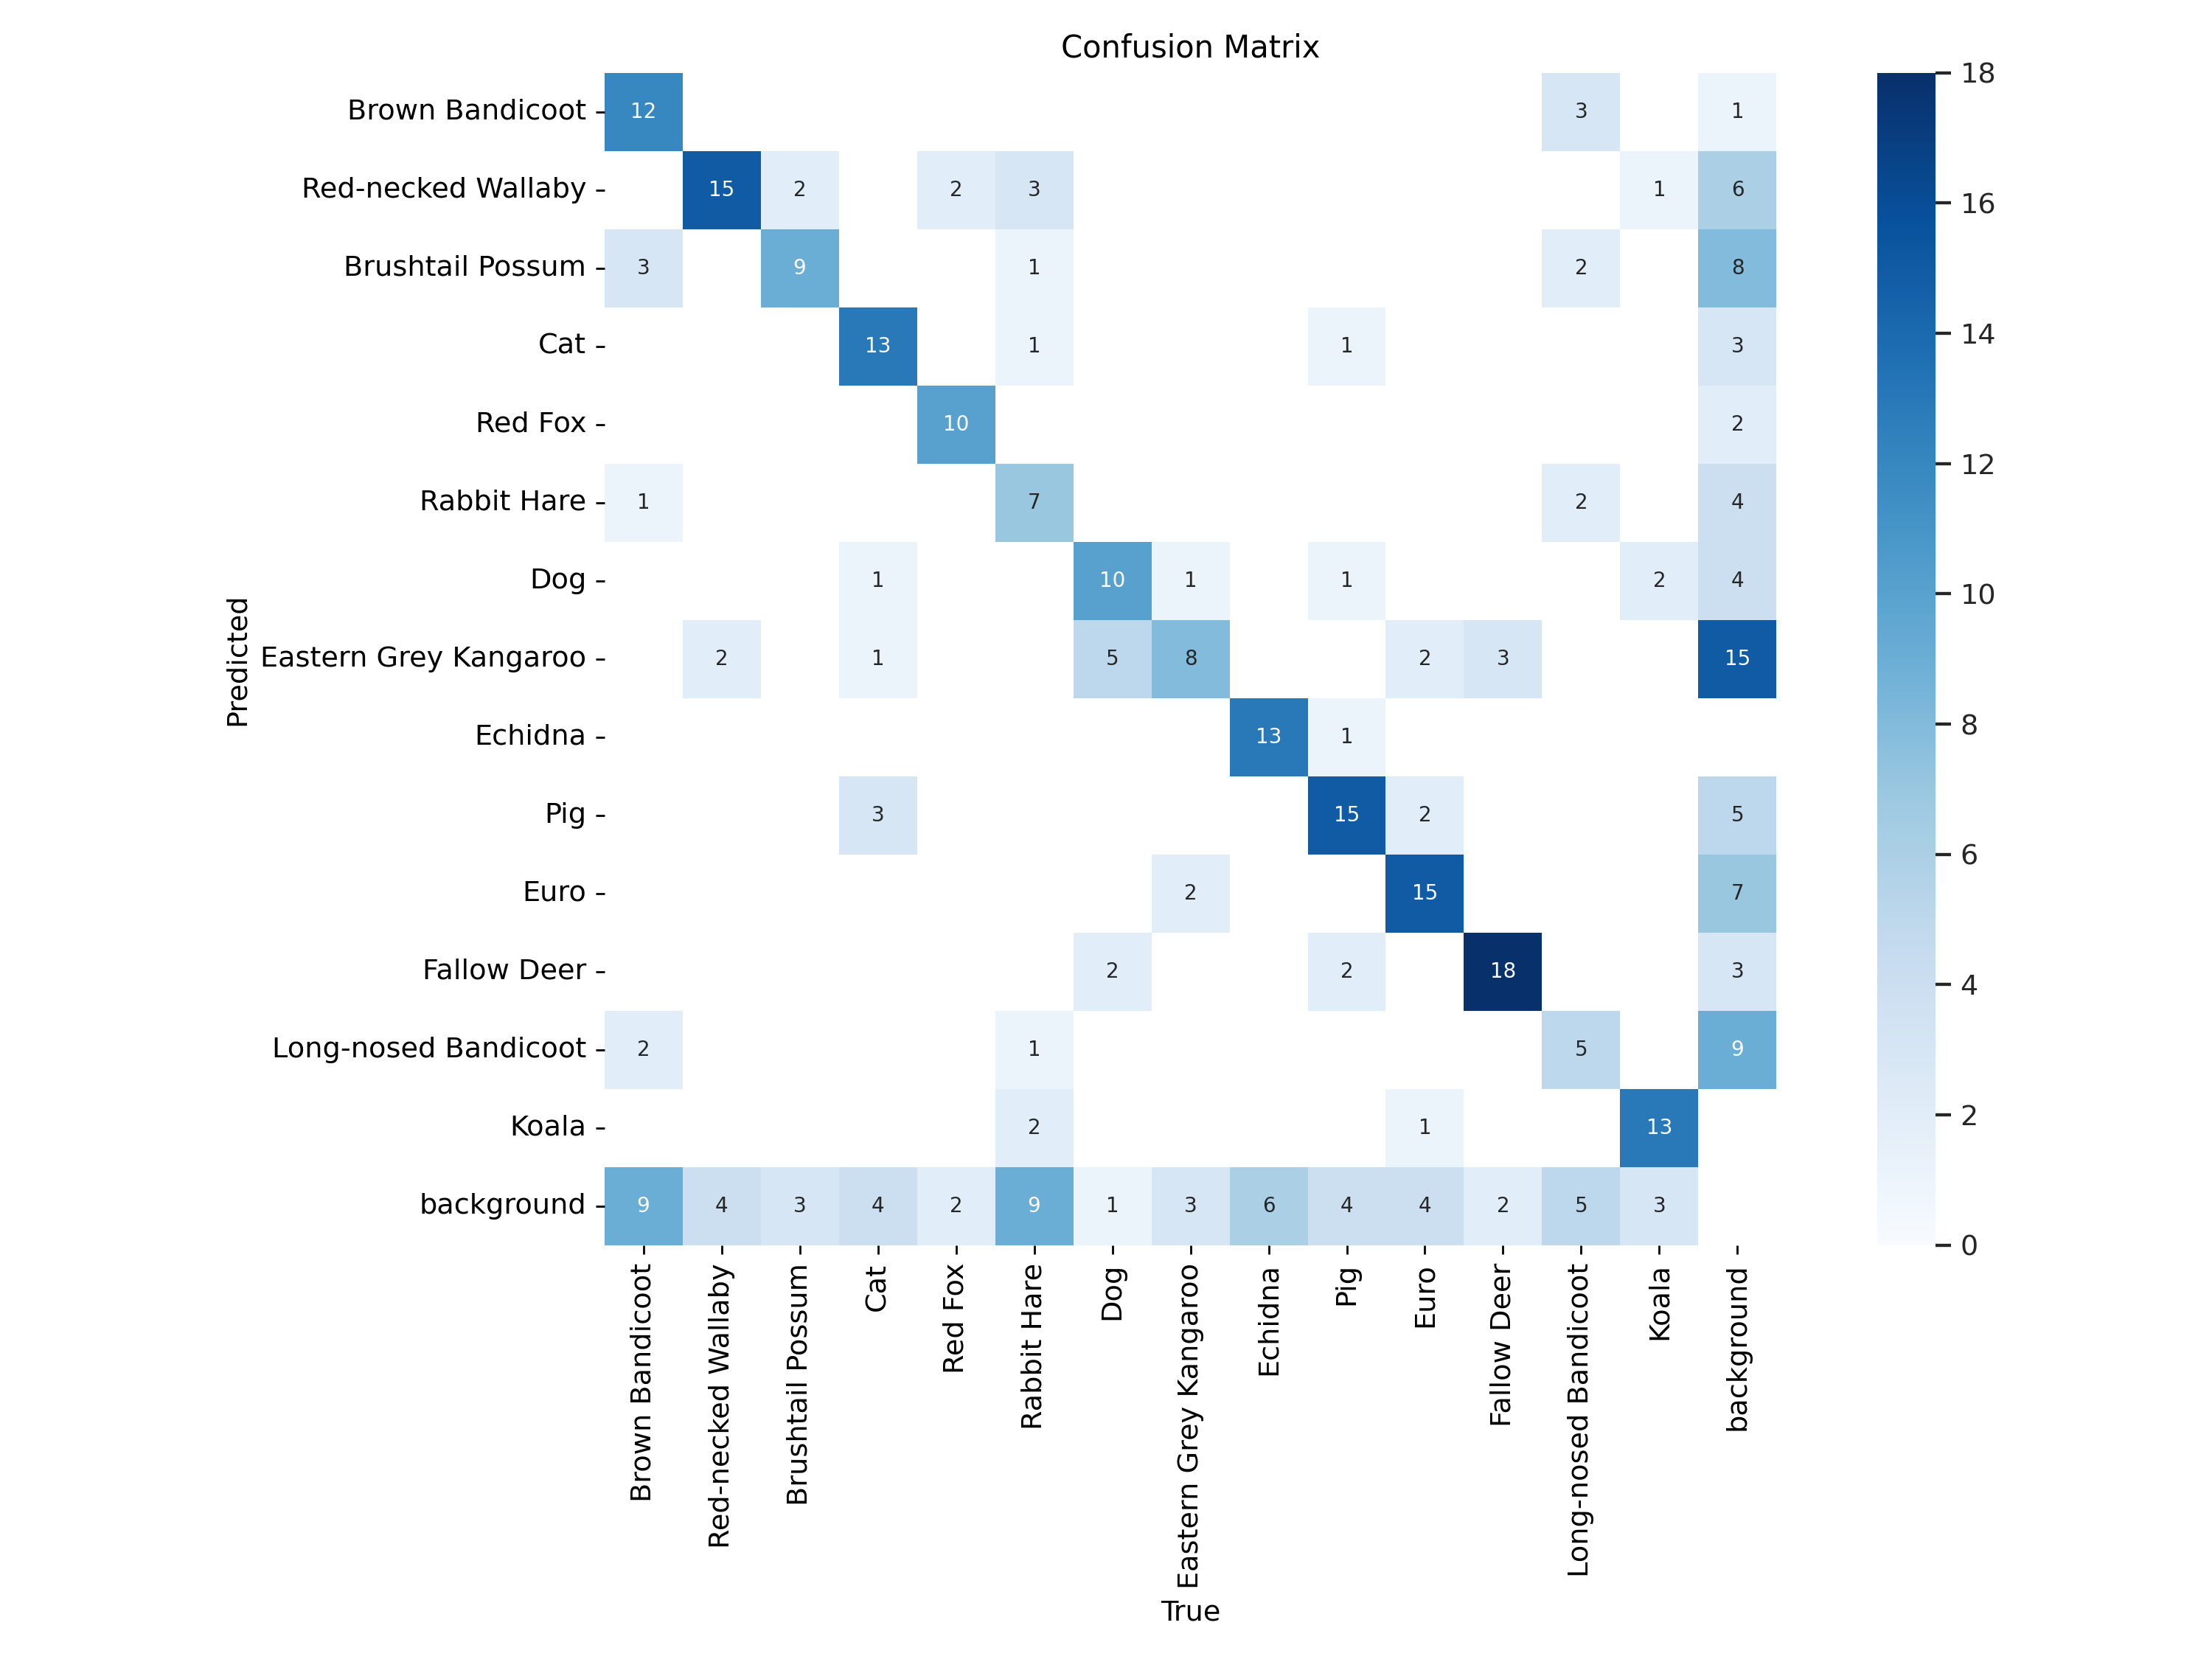 Confusion Matrix
Brown Bandicoot 12 3 1
Red-necked Wallaby 15 2 2 3 1 6
Brushtail Possum 3 9 1 2 8
Cat 13 1 1 3
Red Fox 10 2
Rabbit Hare 1 7 2 4
Dog 1 10 1 1 2 4
Eastern Grey Kangaroo 2 1 5 8 2 3 15
Echidna 13 1
Pig 3 15 2 5
Euro 2 15 7
Fallow Deer 2 2 18 3
Long-nosed Bandicoot 2 1 5 9
Koala 2 1 13
background 9 4 3 4 2 9 1 3 6 4 4 2 5 3
Predicted
Brown Bandicoot
Red-necked Wallaby
Brushtail Possum
Cat
Red Fox
Rabbit Hare
Dog
Eastern Grey Kangaroo
Echidna
Pig
Euro
Fallow Deer
Long-nosed Bandicoot
Koala
background
True
18
16
14
12
10
8
6
4
2
0